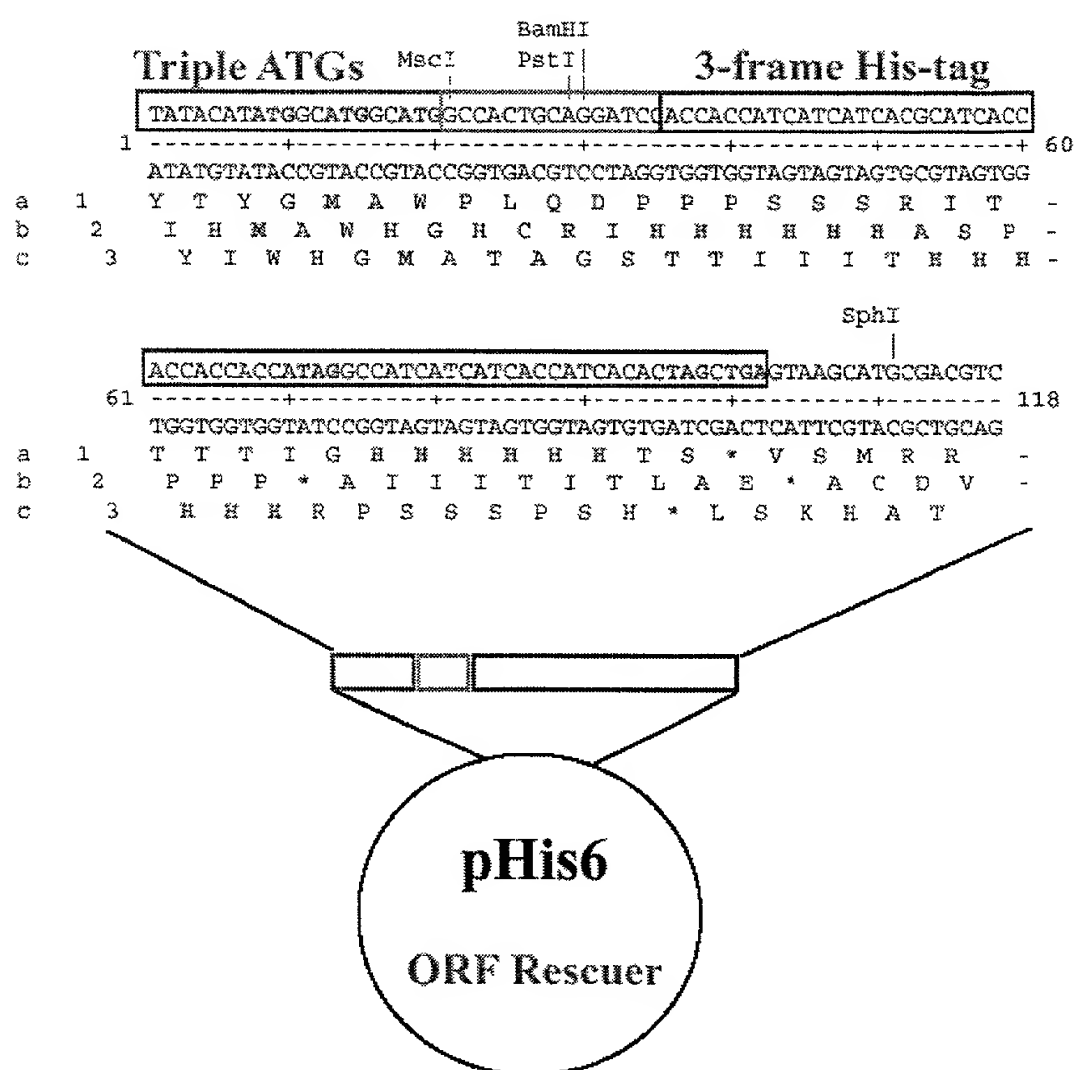 BamHI
Triple ATGs MscI PstI 3-frame His-tag
TATACATATGGCATGGCATGGCCACTGCAGGATCCACCACCATCATCATCACGCATCACC
1 ---------+---------+---------+---------+---------+---------+ 60
ATATGTATACCGTACCGTACCGGTGACGTCCTAGGTGGTGGTAGTAGTAGTGCGTAGTGG
a 1 Y T Y G M A W P L Q D P P P S S S R I T -
b 2 I H M A W H G H C R I H H H H H H A S P -
c 3 Y I W H G M A T A G S T T I I I T H H H -
SphI
ACCACCACCATAGGCCATCATCATCACCATCACACTAGCTGAGTAAGCATGCGACGTC
61 ---------+---------+---------+---------+---------+-------- 118
TGGTGGTGGTATCCGGTAGTAGTAGTGGTAGTGTGATCGACTCATTCGTACGCTGCAG
a 1 T T T I G H H H H H H T S * V S M R R -
b 2 P P P * A I I I T I T L A E * A C D V -
c 3 H H H R P S S S P S H * L S K H A T
pHis6
ORF Rescuer